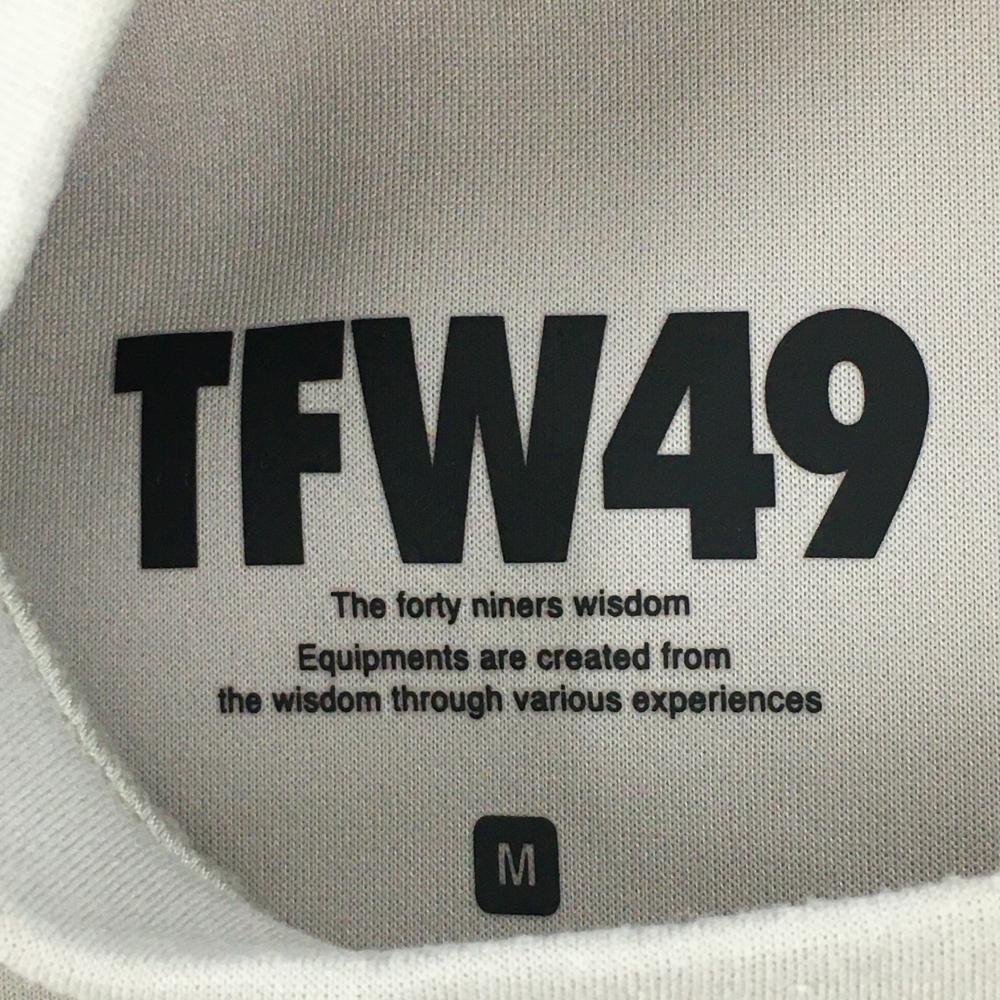 TFW49
The forty niners wisdom
Equipments are created from
the wisdom through various experiences
M